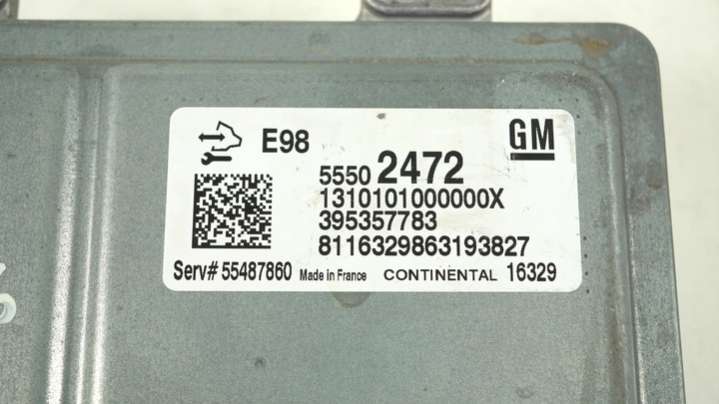 E98
GM
5550 2472
1310101000000X
395357783
8116329863193827
Serv# 55487860 Made in France CONTINENTAL 16329